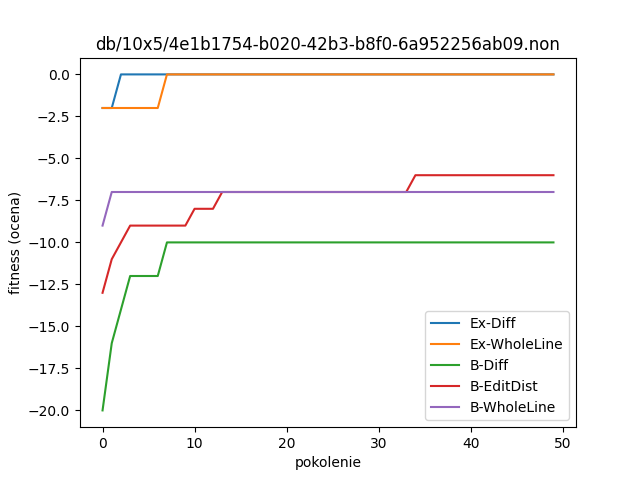 db/10x5/4e1b1754-b020-42b3-b8f0-6a952256ab09.non
0.0
−2.5
−5.0
−7.5
−10.0
−12.5
−15.0
−17.5
−20.0
fitness (ocena)
0 10 20 30 40 50
pokolenie
Ex-Diff
Ex-WholeLine
B-Diff
B-EditDist
B-WholeLine